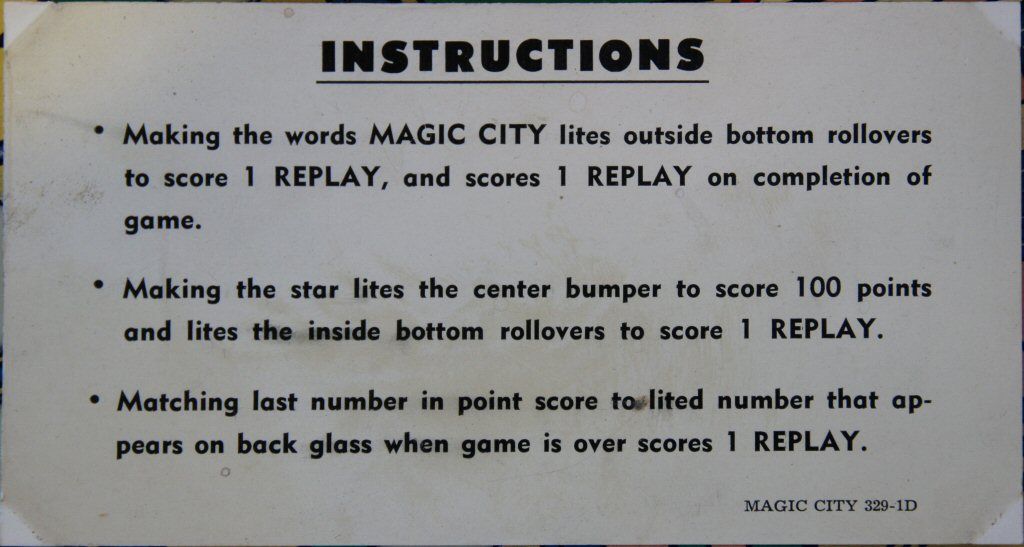 INSTRUCTIONS
• Making the words MAGIC CITY lites outside bottom rollovers
to score 1 REPLAY, and scores 1 REPLAY on completion of
game.
• Making the star lites the center bumper to score 100 points
and lites the inside bottom rollovers to score 1 REPLAY.
• Matching last number in point score to lited number that ap-
pears on back glass when game is over scores 1 REPLAY.
MAGIC CITY 329-1D